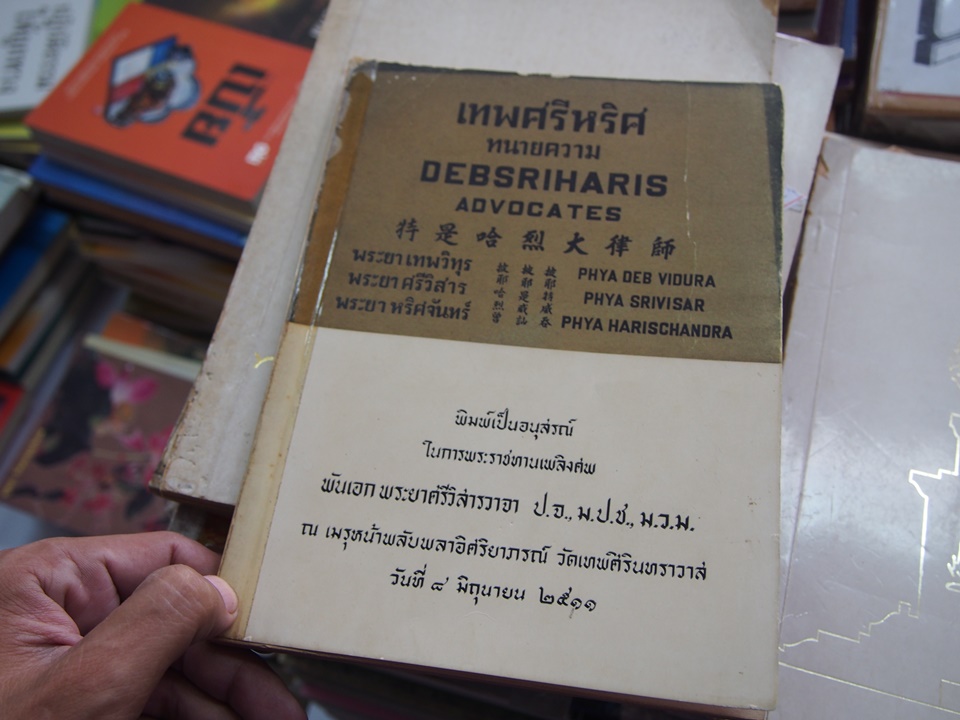 เทพศรีหริศ
ทนายความ
DEBSRIHARIS
ADVOCATES
特是哈烈大律師
พระยาเทพวิทุร
พระยาศรีวิสาร
พระยาหริศจันทร์
PHYA DEB VIDURA
PHYA SRIVISAR
PHYA HARISCHANDRA
พิมพ์เป็นอนุสรณ์
ในการพระราชทานเพลิงศพ
พันเอก พระยาศรีวิสารวาจา ป.จ., ม.ป.ช., ม.ว.ม.
ณ เมรุหน้าพลับพลาอิศริยาภรณ์ วัดเทพศิรินทราวาส
วันที่ ๘ มิถุนายน ๒๕๑๑